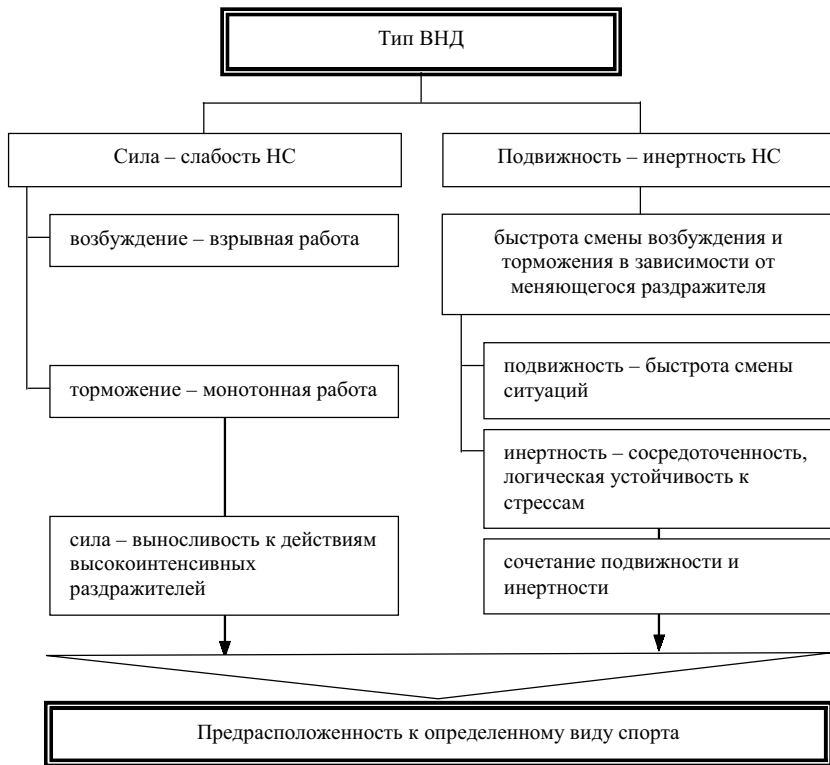 Тип ВНД
Сила – слабость НС
возбуждение – взрывная работа
торможение – монотонная работа
сила – выносливость к действиям
высокоинтенсивных
раздражителей
Подвижность – инертность НС
быстрота смены возбуждения и
торможения в зависимости от
меняющегося раздражителя
подвижность – быстрота смены
ситуаций
инертность – сосредоточенность,
логическая устойчивость к
стрессам
сочетание подвижности и
инертности
Предрасположенность к определенному виду спорта